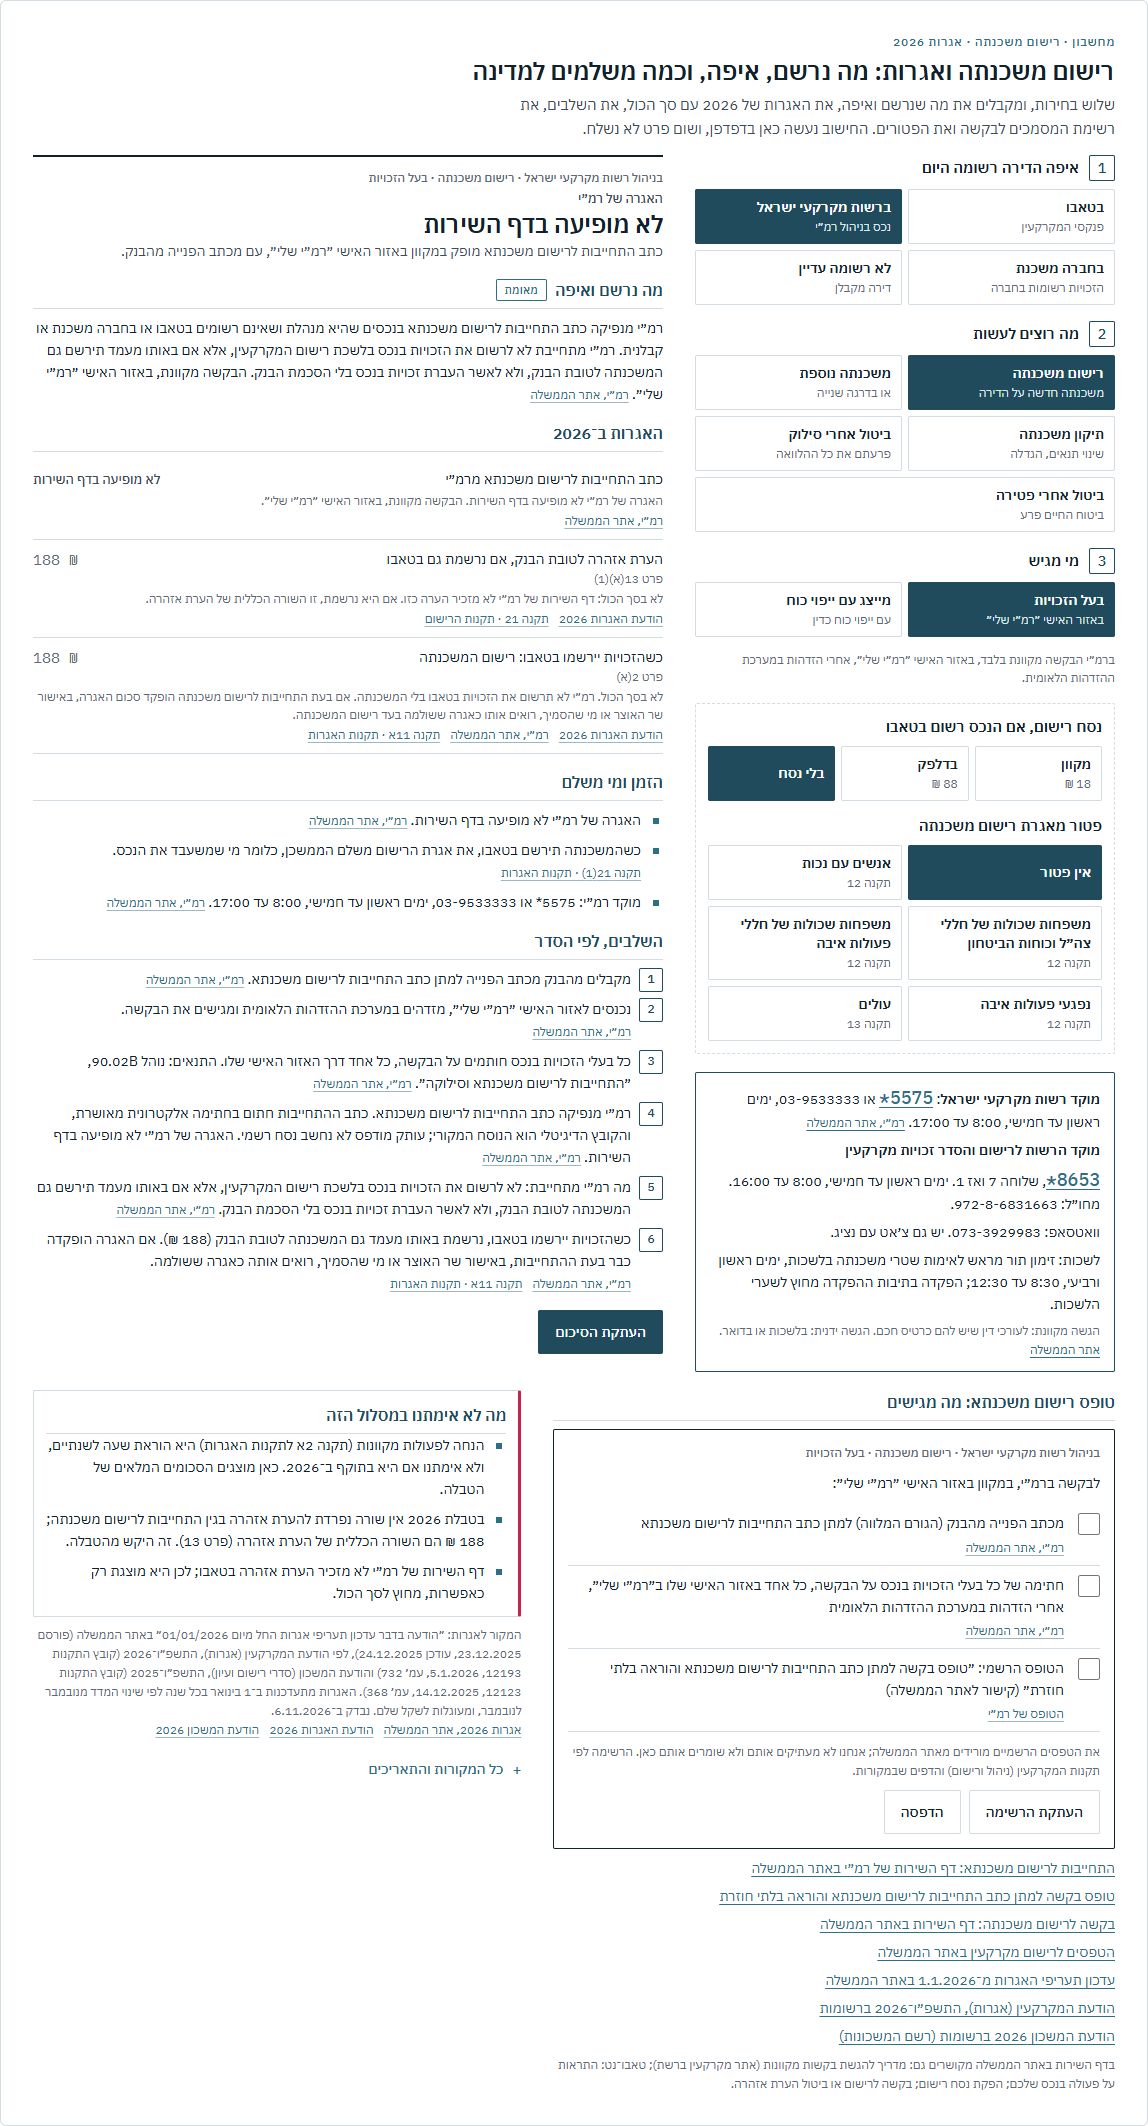 מחשבון · רישום משכנתה · אגרות 2026
רישום משכנתה ואגרות: מה נרשם, איפה, וכמה משלמים למדינה
שלוש בחירות, ומקבלים את מה שנרשם ואיפה, את האגרות של 2026 עם סך הכול, את השלבים, את
רשימת המסמכים לבקשה ואת הפטורים. החישוב נעשה כאן בדפדפן, ושום פרט לא נשלח.
1 איפה הדירה רשומה היום
בטאבו
פנקסי המקרקעין
ברשות מקרקעי ישראל
נכס בניהול רמ״י
בחברה משכנת
הזכויות רשומות בחברה
לא רשומה עדיין
דירה מקבלן
2 מה רוצים לעשות
רישום משכנתה
משכנתה חדשה על הדירה
משכנתה נוספת
או בדרגה שנייה
תיקון משכנתה
שינוי תנאים, הגדלה
ביטול אחרי סילוק
פרעתם את כל ההלוואה
ביטול אחרי פטירה
ביטוח החיים פרע
3 מי מגיש
בעל הזכויות
באזור האישי ״רמ״י שלי״
מייצג עם ייפוי כוח
עם ייפוי כוח כדין
ברמ״י הבקשה מקוונת בלבד, באזור האישי ״רמ״י שלי״, אחרי הזדהות במערכת
ההזדהות הלאומית.
נסח רישום, אם הנכס רשום בטאבו
מקוון
18 ₪
בדלפק
88 ₪
בלי נסח
פטור מאגרת רישום משכנתה
אין פטור
אנשים עם נכות
תקנה 12
משפחות שכולות של חללי
צה״ל וכוחות הביטחון
תקנה 12
משפחות שכולות של חללי
פעולות איבה
תקנה 12
נפגעי פעולות איבה
תקנה 12
עולים
תקנה 13
מוקד רשות מקרקעי ישראל: 5575* או 03-9533333, ימים
ראשון עד חמישי, 8:00 עד 17:00. רמ״י, אתר הממשלה
מוקד הרשות לרישום והסדר זכויות מקרקעין
8653*, שלוחה 7 ואז 1. ימים ראשון עד חמישי, 8:00 עד 16:00.
מחו״ל: 972-8-6831663.
וואטסאפ: 073-3929983. יש גם צ׳אט עם נציג.
לשכות: זימון תור מראש לאימות שטרי משכנתה בלשכות, ימים ראשון
ורביעי, 8:30 עד 12:30; הפקדה בתיבות ההפקדה מחוץ לשערי
הלשכות.
הגשה מקוונת: לעורכי דין שיש להם כרטיס חכם. הגשה ידנית: בלשכות או בדואר.
אתר הממשלה
בניהול רשות מקרקעי ישראל · רישום משכנתה · בעל הזכויות
האגרה של רמ״י
לא מופיעה בדף השירות
כתב התחייבות לרישום משכנתא מופק במקוון באזור האישי ״רמ״י שלי״, עם מכתב הפנייה מהבנק.
מה נרשם ואיפה מאומת
רמ״י מנפיקה כתב התחייבות לרישום משכנתא בנכסים שהיא מנהלת ושאינם רשומים בטאבו או בחברה משכנת או
קבלנית. רמ״י מתחייבת לא לרשום את הזכויות בנכס בלשכת רישום המקרקעין, אלא אם באותו מעמד תירשם גם
המשכנתה לטובת הבנק, ולא לאשר העברת זכויות בנכס בלי הסכמת הבנק. הבקשה מקוונת, באזור האישי ״רמ״י
שלי״. רמ״י, אתר הממשלה
האגרות ב־2026
כתב התחייבות לרישום משכנתא מרמ״י לא מופיעה בדף השירות
האגרה של רמ״י לא מופיעה בדף השירות. הבקשה מקוונת, באזור האישי ״רמ״י שלי״.
רמ״י, אתר הממשלה
הערת אזהרה לטובת הבנק, אם נרשמת גם בטאבו 188 ₪
פרט 13(א)(1)
לא בסך הכול: דף השירות של רמ״י לא מזכיר הערה כזו. אם היא נרשמת, זו השורה הכללית של הערת אזהרה.
הודעת האגרות 2026 תקנה 21 · תקנות הרישום
כשהזכויות יירשמו בטאבו: רישום המשכנתה 188 ₪
פרט 2(א)
לא בסך הכול. רמ״י לא תרשום את הזכויות בטאבו בלי המשכנתה. אם בעת התחייבות לרישום משכנתה הופקד סכום האגרה, באישור
שר האוצר או מי שהסמיך, רואים אותו כאגרה ששולמה בעד רישום המשכנתה.
הודעת האגרות 2026 רמ״י, אתר הממשלה תקנה 11א · תקנות האגרות
הזמן ומי משלם
האגרה של רמ״י לא מופיעה בדף השירות. רמ״י, אתר הממשלה
כשהמשכנתה תירשם בטאבו, את אגרת הרישום משלם הממשכן, כלומר מי שמשעבד את הנכס.
תקנה 21(1) · תקנות האגרות
מוקד רמ״י: 5575* או 03-9533333, ימים ראשון עד חמישי, 8:00 עד 17:00. רמ״י, אתר הממשלה
השלבים, לפי הסדר
1 מקבלים מהבנק מכתב הפנייה למתן כתב התחייבות לרישום משכנתא. רמ״י, אתר הממשלה
2 נכנסים לאזור האישי ״רמ״י שלי״, מזדהים במערכת ההזדהות הלאומית ומגישים את הבקשה.
רמ״י, אתר הממשלה
3 כל בעלי הזכויות בנכס חותמים על הבקשה, כל אחד דרך האזור האישי שלו. התנאים: נוהל 90.02B,
״התחייבות לרישום משכנתא וסילוקה״. רמ״י, אתר הממשלה
4 רמ״י מנפיקה כתב התחייבות לרישום משכנתא. כתב ההתחייבות חתום בחתימה אלקטרונית מאושרת,
והקובץ הדיגיטלי הוא הנוסח המקורי; עותק מודפס לא נחשב נסח רשמי. האגרה של רמ״י לא מופיעה בדף
השירות. רמ״י, אתר הממשלה
5 מה רמ״י מתחייבת: לא לרשום את הזכויות בנכס בלשכת רישום המקרקעין, אלא אם באותו מעמד תירשם גם
המשכנתה לטובת הבנק, ולא לאשר העברת זכויות בנכס בלי הסכמת הבנק. רמ״י, אתר הממשלה
6 כשהזכויות יירשמו בטאבו, נרשמת באותו מעמד גם המשכנתה לטובת הבנק (188 ₪). אם האגרה הופקדה
כבר בעת ההתחייבות, באישור שר האוצר או מי שהסמיך, רואים אותה כאגרה ששולמה.
רמ״י, אתר הממשלה תקנה 11א · תקנות האגרות
העתקת הסיכום
טופס רישום משכנתא: מה מגישים
בניהול רשות מקרקעי ישראל · רישום משכנתה · בעל הזכויות
לבקשה ברמ״י, במקוון באזור האישי ״רמ״י שלי״:
מכתב הפנייה מהבנק (הגורם המלווה) למתן כתב התחייבות לרישום משכנתא
רמ״י, אתר הממשלה
חתימה של כל בעלי הזכויות בנכס על הבקשה, כל אחד באזור האישי שלו ב״רמ״י שלי״,
אחרי הזדהות במערכת ההזדהות הלאומית
רמ״י, אתר הממשלה
הטופס הרשמי: ״טופס בקשה למתן כתב התחייבות לרישום משכנתא והוראה בלתי
חוזרת״ (קישור לאתר הממשלה)
הטופס של רמ״י
את הטפסים הרשמיים מורידים מאתר הממשלה; אנחנו לא מעתיקים אותם ולא שומרים אותם כאן. הרשימה לפי
תקנות המקרקעין (ניהול ורישום) והדפים שבמקורות.
העתקת הרשימה
הדפסה
התחייבות לרישום משכנתא: דף השירות של רמ״י באתר הממשלה
טופס בקשה למתן כתב התחייבות לרישום משכנתא והוראה בלתי חוזרת
בקשה לרישום משכנתה: דף השירות באתר הממשלה
הטפסים לרישום מקרקעין באתר הממשלה
עדכון תעריפי האגרות מ־1.1.2026 באתר הממשלה
הודעת המקרקעין (אגרות), התשפ״ו־2026 ברשומות
הודעת המשכון 2026 ברשומות (רשם המשכונות)
בדף השירות באתר הממשלה מקושרים גם: מדריך להגשת בקשות מקוונות (אתר מקרקעין ברשת); טאבו־נט: התראות
על פעולה בנכס שלכם; הפקת נסח רישום; בקשה לרישום או ביטול הערת אזהרה.
מה לא אימתנו במסלול הזה
הנחה לפעולות מקוונות (תקנה 2א לתקנות האגרות) היא הוראת שעה לשנתיים,
ולא אימתנו אם היא בתוקף ב־2026. כאן מוצגים הסכומים המלאים של
הטבלה.
בטבלת 2026 אין שורה נפרדת להערת אזהרה בגין התחייבות לרישום משכנתה;
188 ₪ הם השורה הכללית של הערת אזהרה (פרט 13). זה היקש מהטבלה.
דף השירות של רמ״י לא מזכיר הערת אזהרה בטאבו; לכן היא מוצגת רק
כאפשרות, מחוץ לסך הכול.
המקור לאגרות: ״הודעה בדבר עדכון תעריפי אגרות החל מיום 01/01/2026״ באתר הממשלה (פורסם
23.12.2025, עודכן 24.12.2025), לפי הודעת המקרקעין (אגרות), התשפ״ו־2026 (קובץ התקנות
12193, 5.1.2026, עמ׳ 732) והודעת המשכון (סדרי רישום ועיון), התשפ״ו־2025 (קובץ התקנות
12123, 14.12.2025, עמ׳ 368). האגרות מתעדכנות ב־1 בינואר בכל שנה לפי שינוי המדד מנובמבר
לנובמבר, ומעוגלות לשקל שלם. נבדק ב־6.11.2026.
אגרות 2026, אתר הממשלה הודעת האגרות 2026 הודעת המשכון 2026
+ כל המקורות והתאריכים